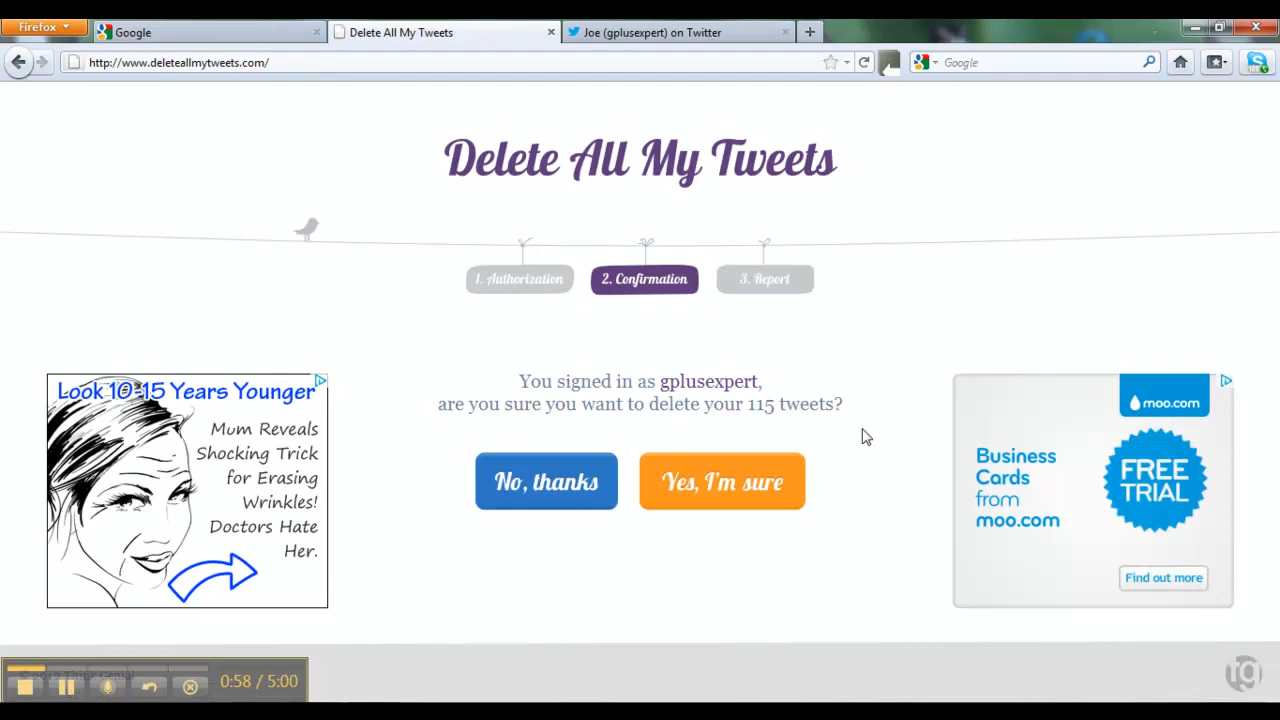 Firefox
Google
Delete All My Tweets
Joe (gplusexpert) on Twitter
http://www.deleteallmytweets.com/
Google
Delete All My Tweets
1. Authorization
2. Confirmation
3. Report
Look 10-15 Years Younger
Mum Reveals
Shocking Trick
for Erasing
Wrinkles!
Doctors Hate
Her.
You signed in as gplusexpert,
are you sure you want to delete your 115 tweets?
No, thanks
Yes, I'm sure
moo.com
Business
Cards
from
moo.com
FREE
TRIAL
Find out more
0:58 / 5:00